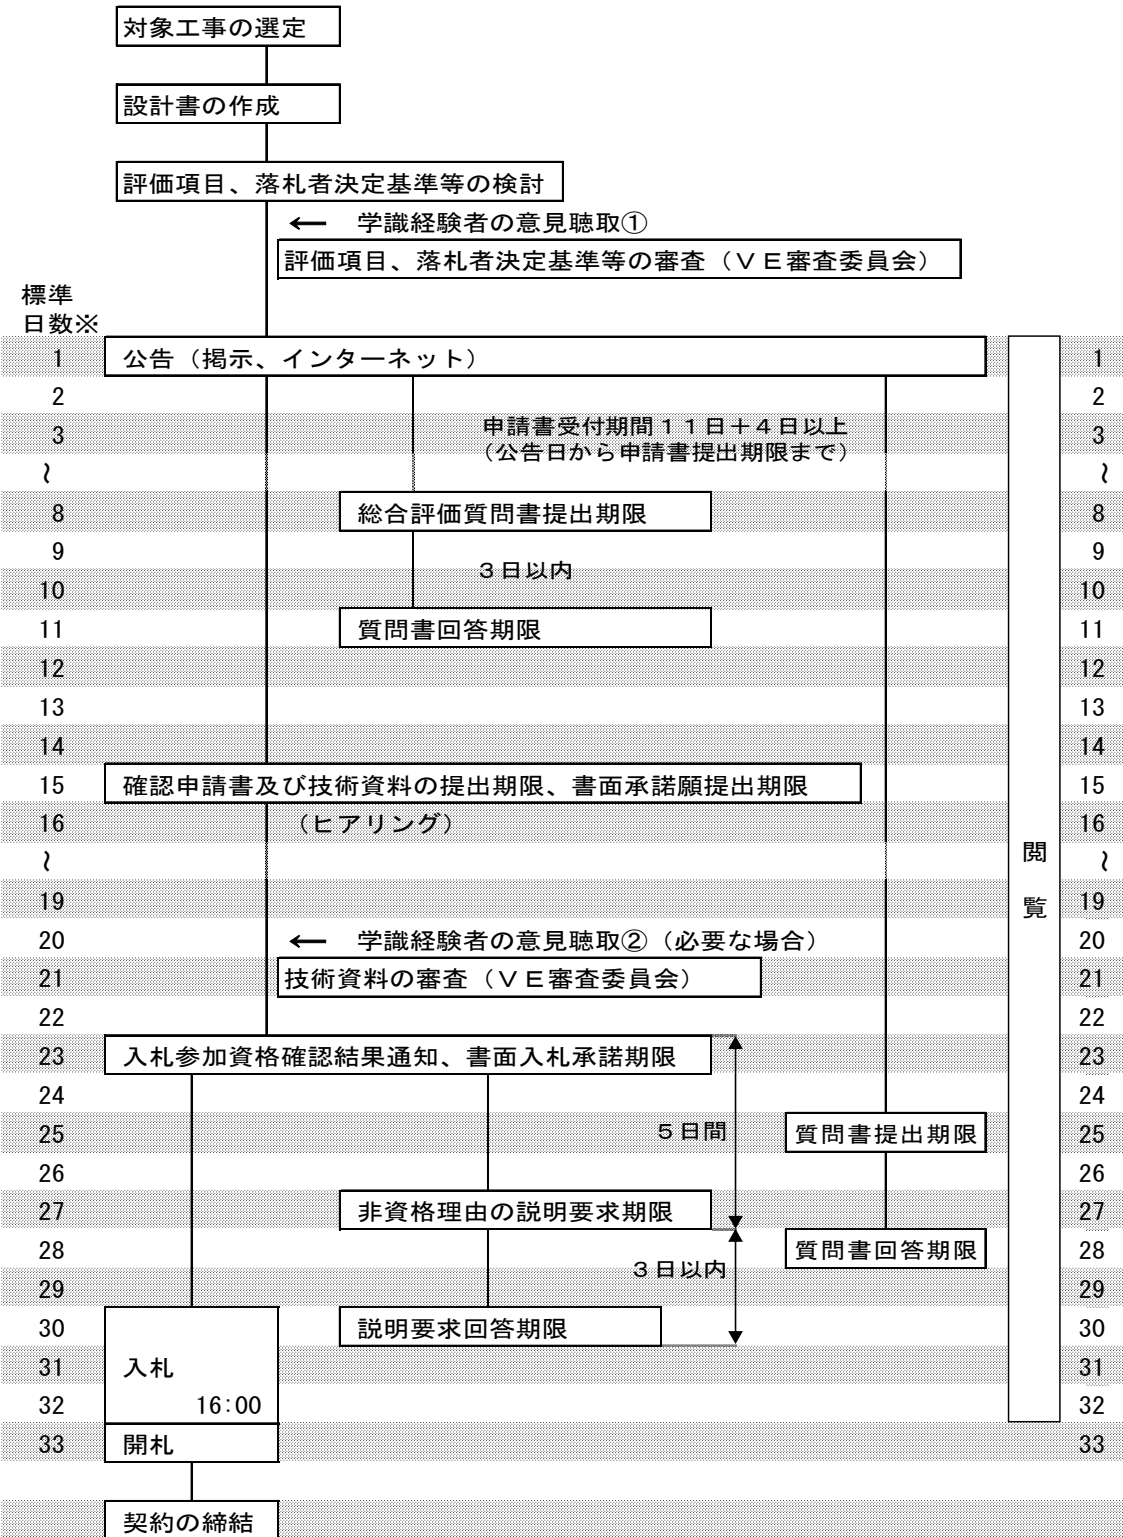 対象工事の選定
設計書の作成
評価項目、落札者決定基準等の検討
← 学識経験者の意見聴取①
評価項目、落札者決定基準等の審査（ＶＥ審査委員会）
標準
日数※
1 公告（掲示、インターネット） 1
2 2
3 申請書受付期間１１日＋４日以上 3
（公告日から申請書提出期限まで）
～ ～
8 総合評価質問書提出期限 8
9 9
３日以内
10 10
11 質問書回答期限 11
12 12
13 13
14 14
15 確認申請書及び技術資料の提出期限、書面承諾願提出期限 15
16 （ヒアリング） 16
～ 閲 ～
19 覧 19
20 ← 学識経験者の意見聴取②（必要な場合） 20
21 技術資料の審査（ＶＥ審査委員会） 21
22 22
23 入札参加資格確認結果通知、書面入札承諾期限 23
24 24
25 ５日間 質問書提出期限 25
26 26
27 非資格理由の説明要求期限 27
28 質問書回答期限 28
３日以内
29 29
30 説明要求回答期限 30
31 入札 31
32 16:00 32
33 開札 33
契約の締結